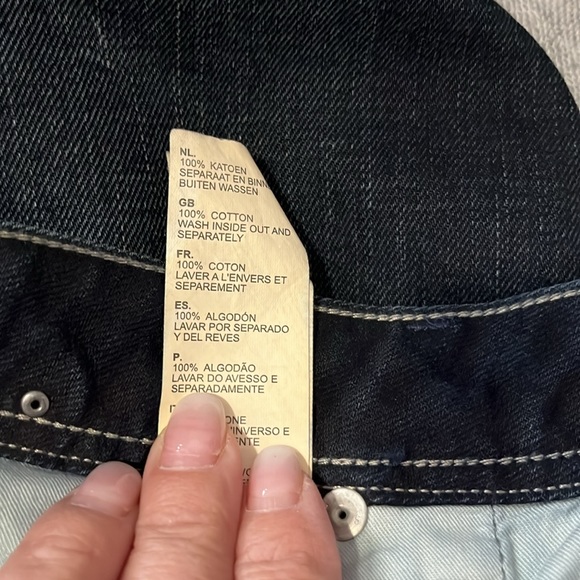 NL.
100% KATOEN
SEPARAAT EN BINN
BUITEN WASSEN
GB
100% COTTON
WASH INSIDE OUT AND
SEPARATELY
FR.
100% COTON
LAVER A L'ENVERS ET
SEPAREMENT
ES.
100% ALGODÓN
LAVAR POR SEPARADO
Y DEL REVES
P.
100% ALGODÃO
LAVAR DO AVESSO E
SEPARADAMENTE